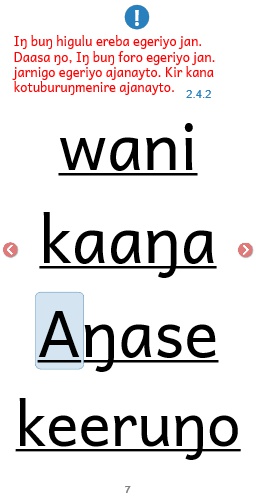 !
Iŋ buŋ higulu ereba egeriyo jan.
Daasa ŋo, Iŋ buŋ foro egeriyo jan.
jarnigo egeriyo ajanayto. Kir kana
kotuburuŋmenire ajanayto.
2.4.2
wani
kaaŋa
Aŋase
keeruŋo
7